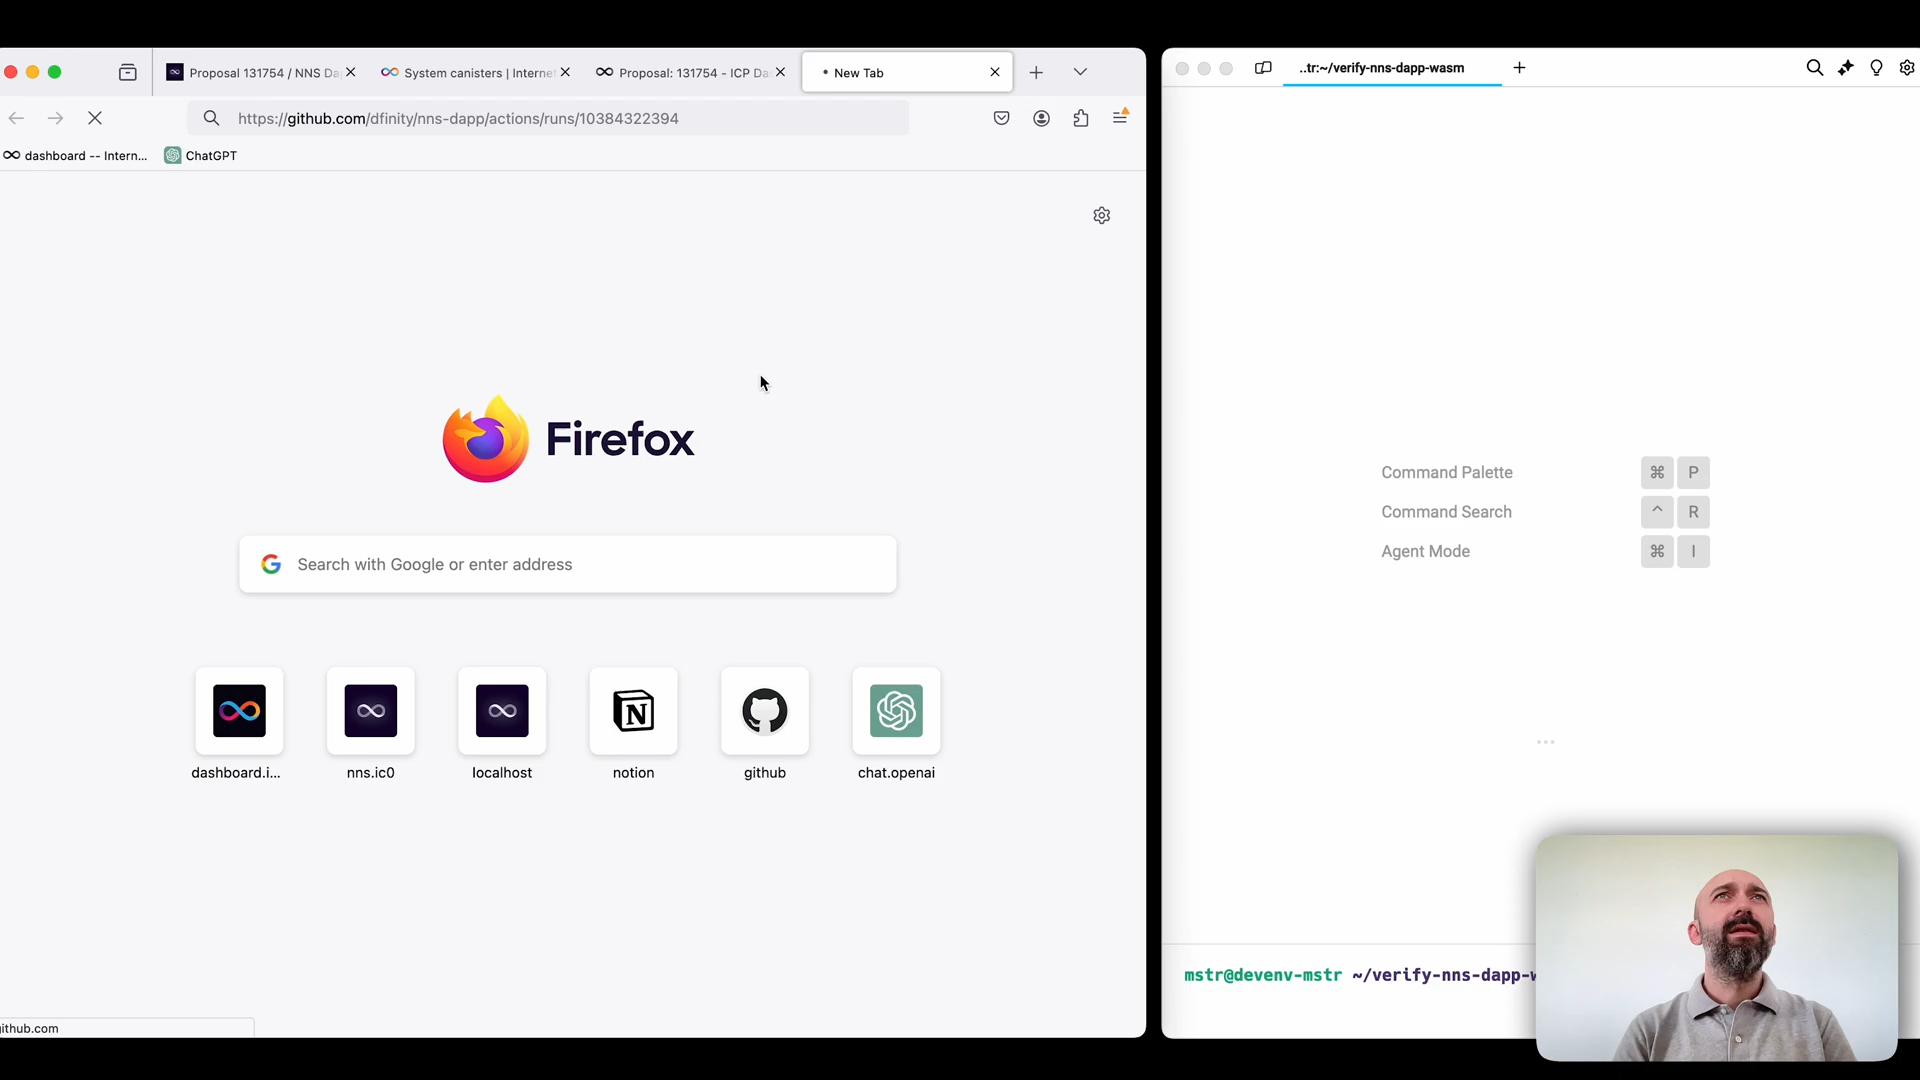 Proposal 131754 / NNS Da
System canisters | Interne
Proposal: 131754 - ICP Da
New Tab
..tr:~/verify-nns-dapp-wasm
https://github.com/dfinity/nns-dapp/actions/runs/10384322394
dashboard -- Intern...
ChatGPT
Firefox
Command Palette
⌘ P
Command Search
^ R
Agent Mode
⌘ I
Search with Google or enter address
dashboard.i...
nns.ic0
localhost
notion
github
chat.openai
mstr@devenv-mstr ~/verify-nns-dapp-w
ithub.com